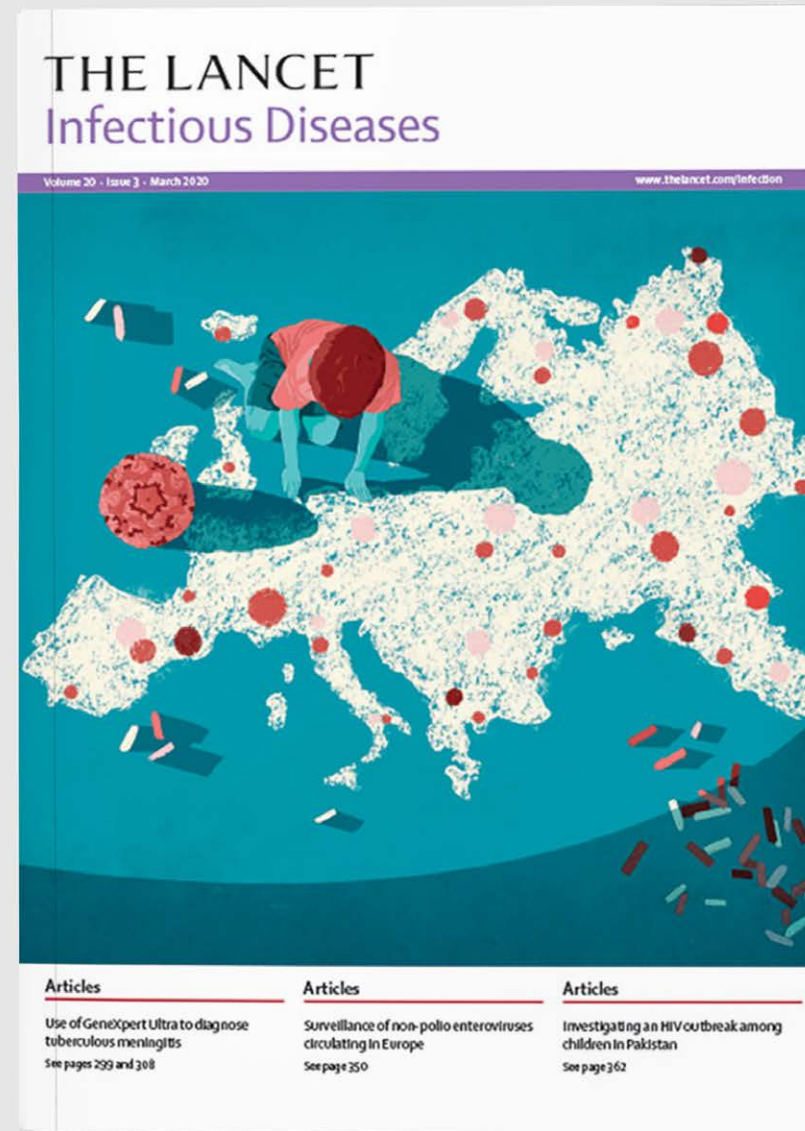 THE LANCET
Infectious Diseases
Volume 20 · Issue 3 · March 2020
www.thelancet.com/infection
Articles
Use of GeneXpert Ultra to diagnose
tuberculous meningitis
See pages 299 and 308
Articles
Surveillance of non-polio enteroviruses
circulating in Europe
See page 350
Articles
Investigating an HIV outbreak among
children in Pakistan
See page 362